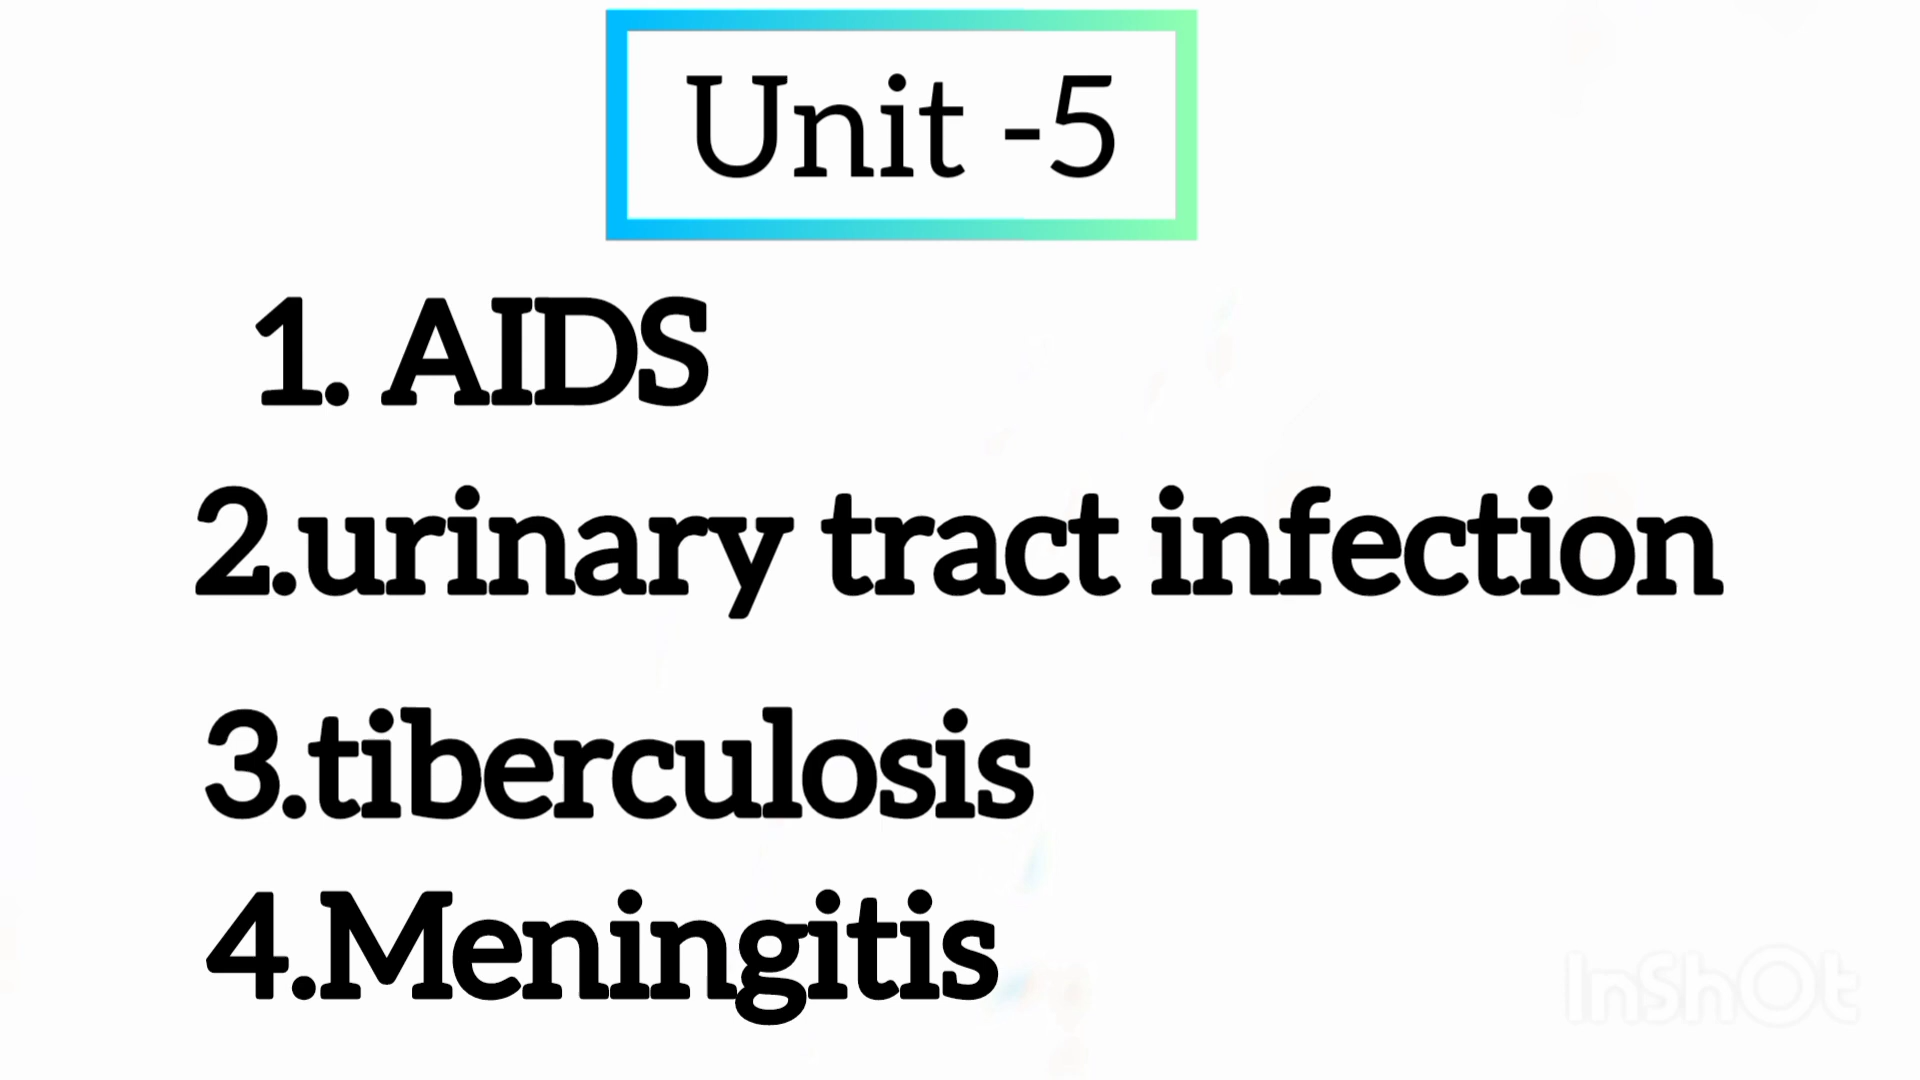 Unit -5
1. AIDS
2.urinary tract infection
3.tiberculosis
4.Meningitis
InShOt